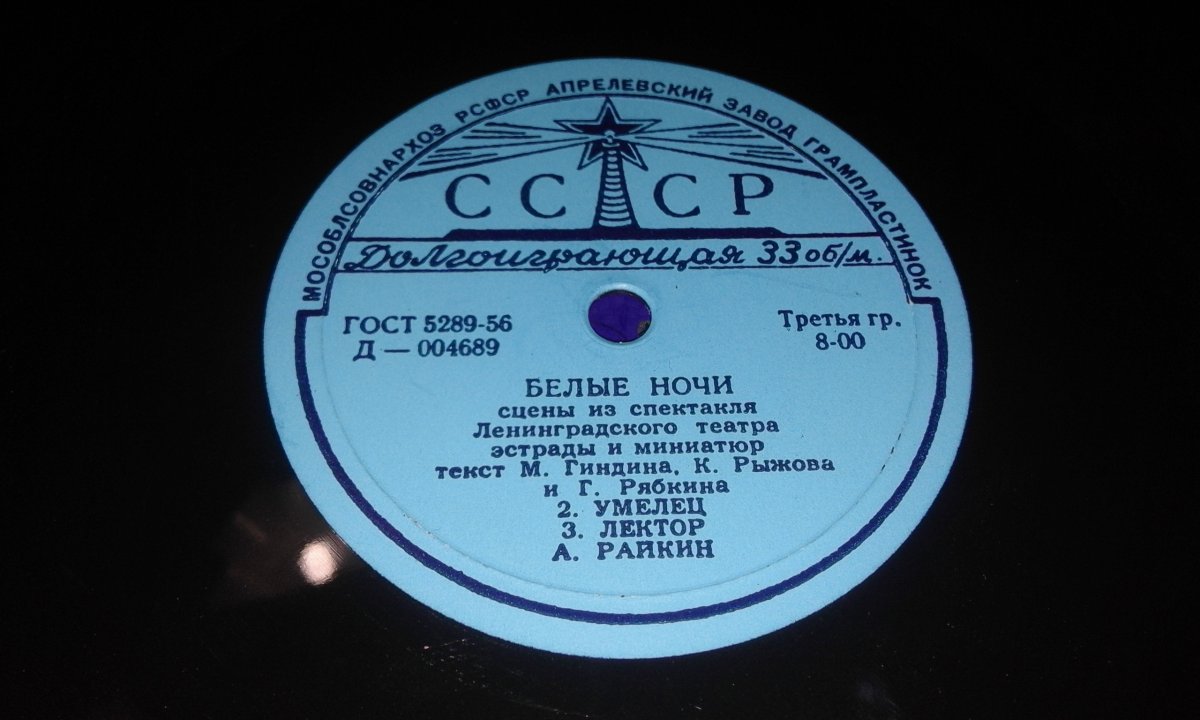 МОСОБЛСОВНАРХОЗ РСФСР АПРЕЛЕВСКИЙ ЗАВОД ГРАМПЛАСТИНОК
СССР
Долгоиграющая 33 об/м.
ГОСТ 5289-56
Д — 004689
Третья гр.
8-00
БЕЛЫЕ НОЧИ
сцены из спектакля
Ленинградского театра
эстрады и миниатюр
текст М. Гиндина, К. Рыжова
и Г. Рябкина
2. УМЕЛЕЦ
3. ЛЕКТОР
А. РАЙКИН